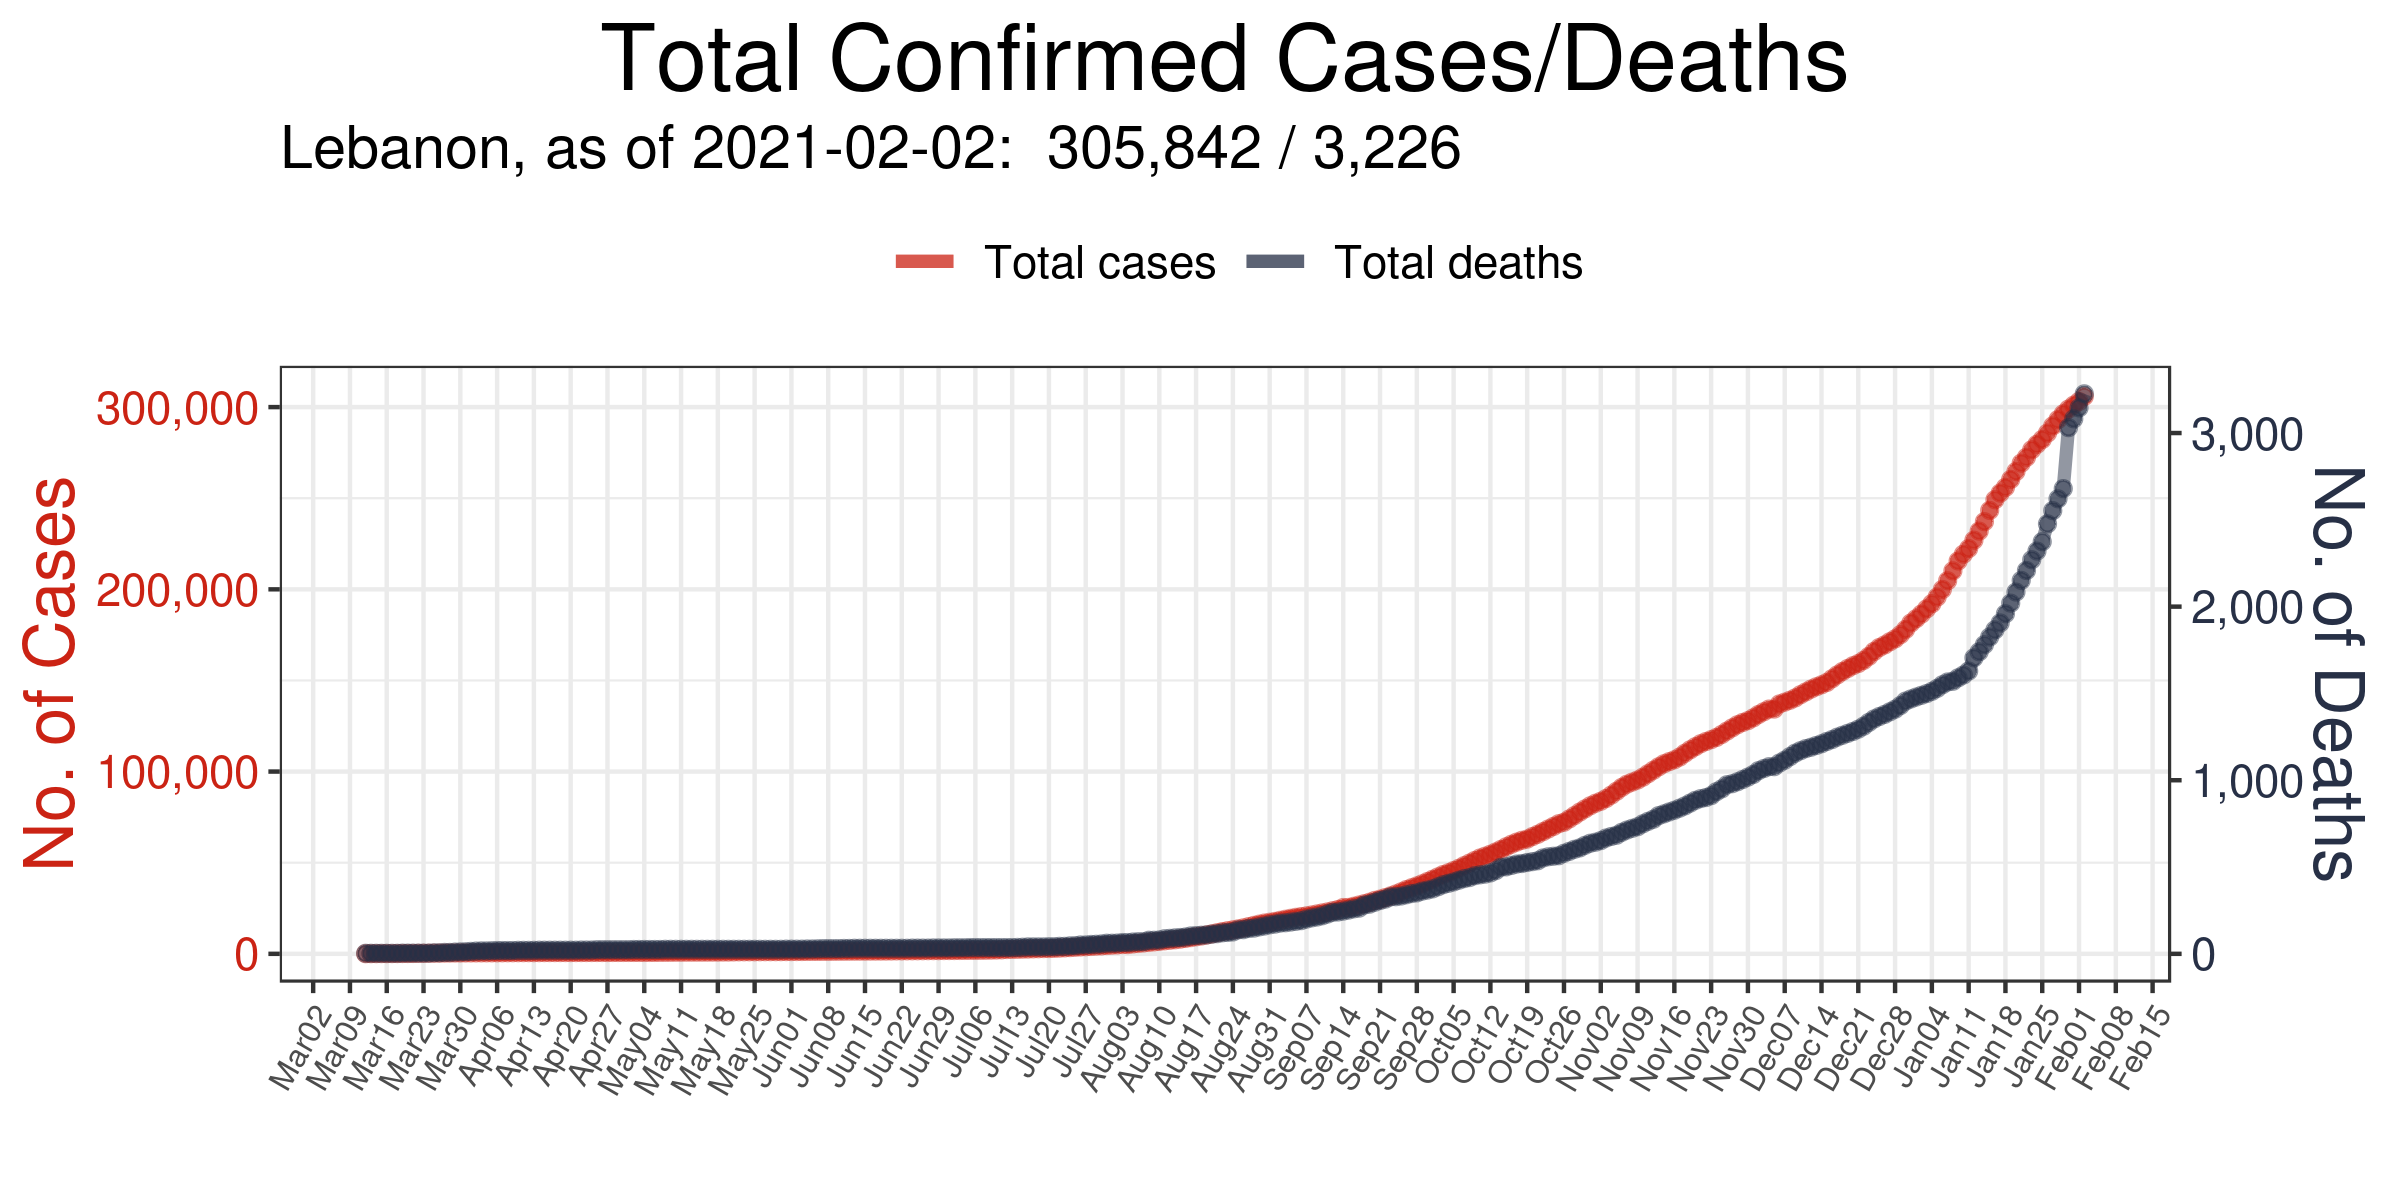 Total Confirmed Cases/Deaths
Lebanon, as of 2021-02-02:  305,842 / 3,226
Total cases
Total deaths
No. of Cases
300,000
200,000
100,000
0
3,000
2,000
1,000
0
No. of Deaths
Mar02
Mar09
Mar16
Mar23
Mar30
Apr06
Apr13
Apr20
Apr27
May04
May11
May18
May25
Jun01
Jun08
Jun15
Jun22
Jun29
Jul06
Jul13
Jul20
Jul27
Aug03
Aug10
Aug17
Aug24
Aug31
Sep07
Sep14
Sep21
Sep28
Oct05
Oct12
Oct19
Oct26
Nov02
Nov09
Nov16
Nov23
Nov30
Dec07
Dec14
Dec21
Dec28
Jan04
Jan11
Jan18
Jan25
Feb01
Feb08
Feb15